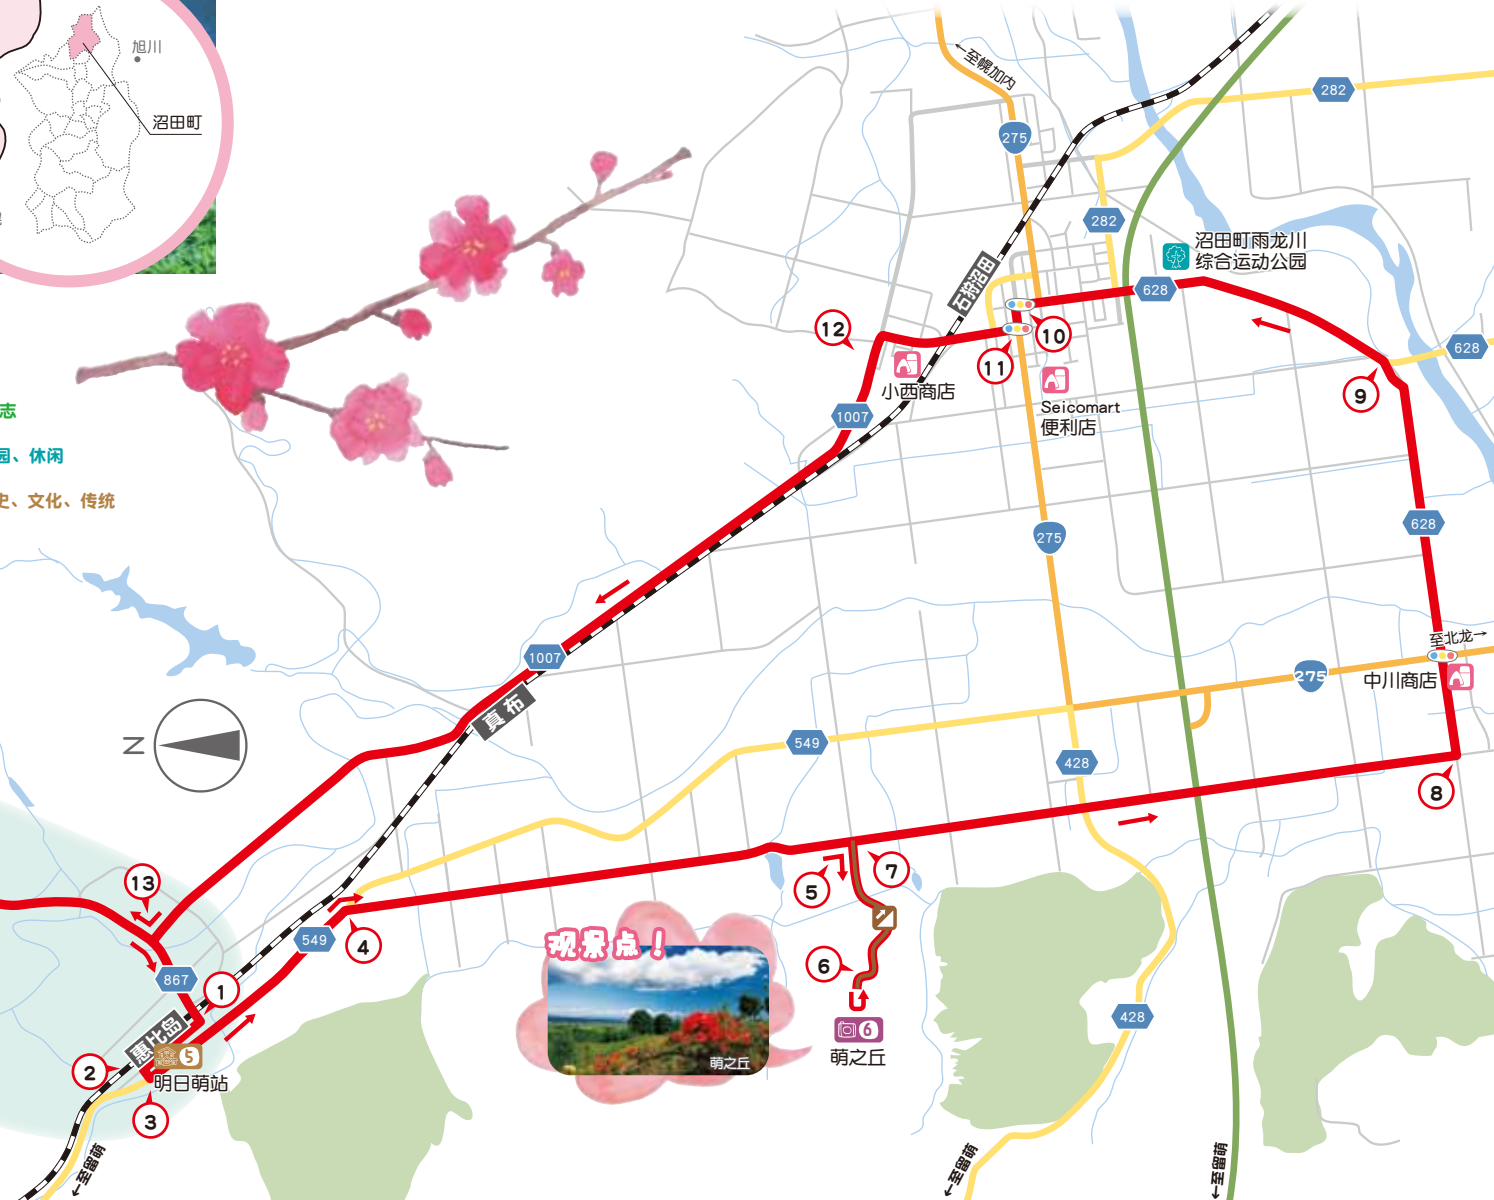 旭川
沼田町
志
园、休闲
史、文化、传统
←至幌加内
275
282
282
沼田町雨龙川
综合运动公园
石狩沼田
628
628
12
10
11
9
小西商店
1007
Seicomart
便利店
628
275
至北龙→
1007
275
中川商店
真布
N
549
428
8
13
7
5
549
4
观景点！
6
867
1
428
惠比岛
5
6
萌之丘
萌之丘
2
明日萌站
3
←至留萌
←至留萌
←至留萌